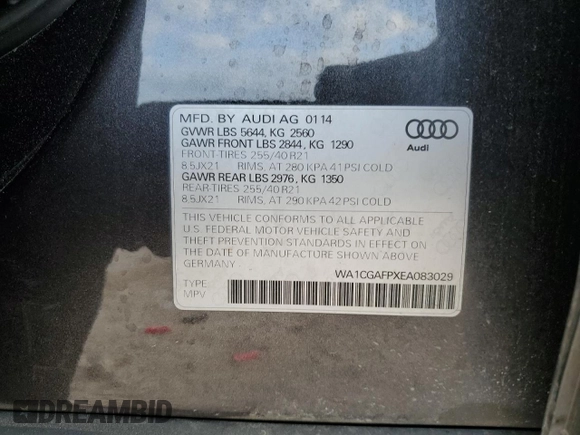 MFD. BY AUDI AG 01 14
GVWR LBS 5644, KG 2560
GAWR FRONT LBS 2844, KG 1290
FRONT-TIRES 255/40 R21
8.5JX21 RIMS, AT 280 KPA 41 PSI COLD
GAWR REAR LBS 2976, KG 1350
REAR-TIRES 255/40 R21
8.5JX21 RIMS, AT 290 KPA 42 PSI COLD
Audi
THIS VEHICLE CONFORMS TO ALL APPLICABLE
U.S. FEDERAL MOTOR VEHICLE SAFETY AND
THEFT PREVENTION STANDARDS IN EFFECT ON
THE DATE OF MANUFACTURE SHOWN ABOVE
GERMANY
WA1CGAFPXEA083029
TYPE
MPV
DREAMBID